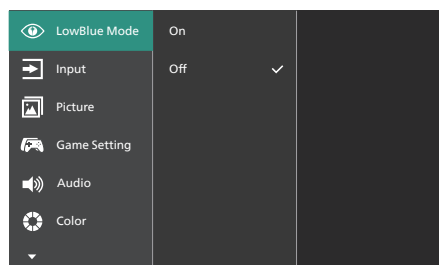 LowBlue Mode
On
Input
Off
Picture
Game Setting
Audio
Color